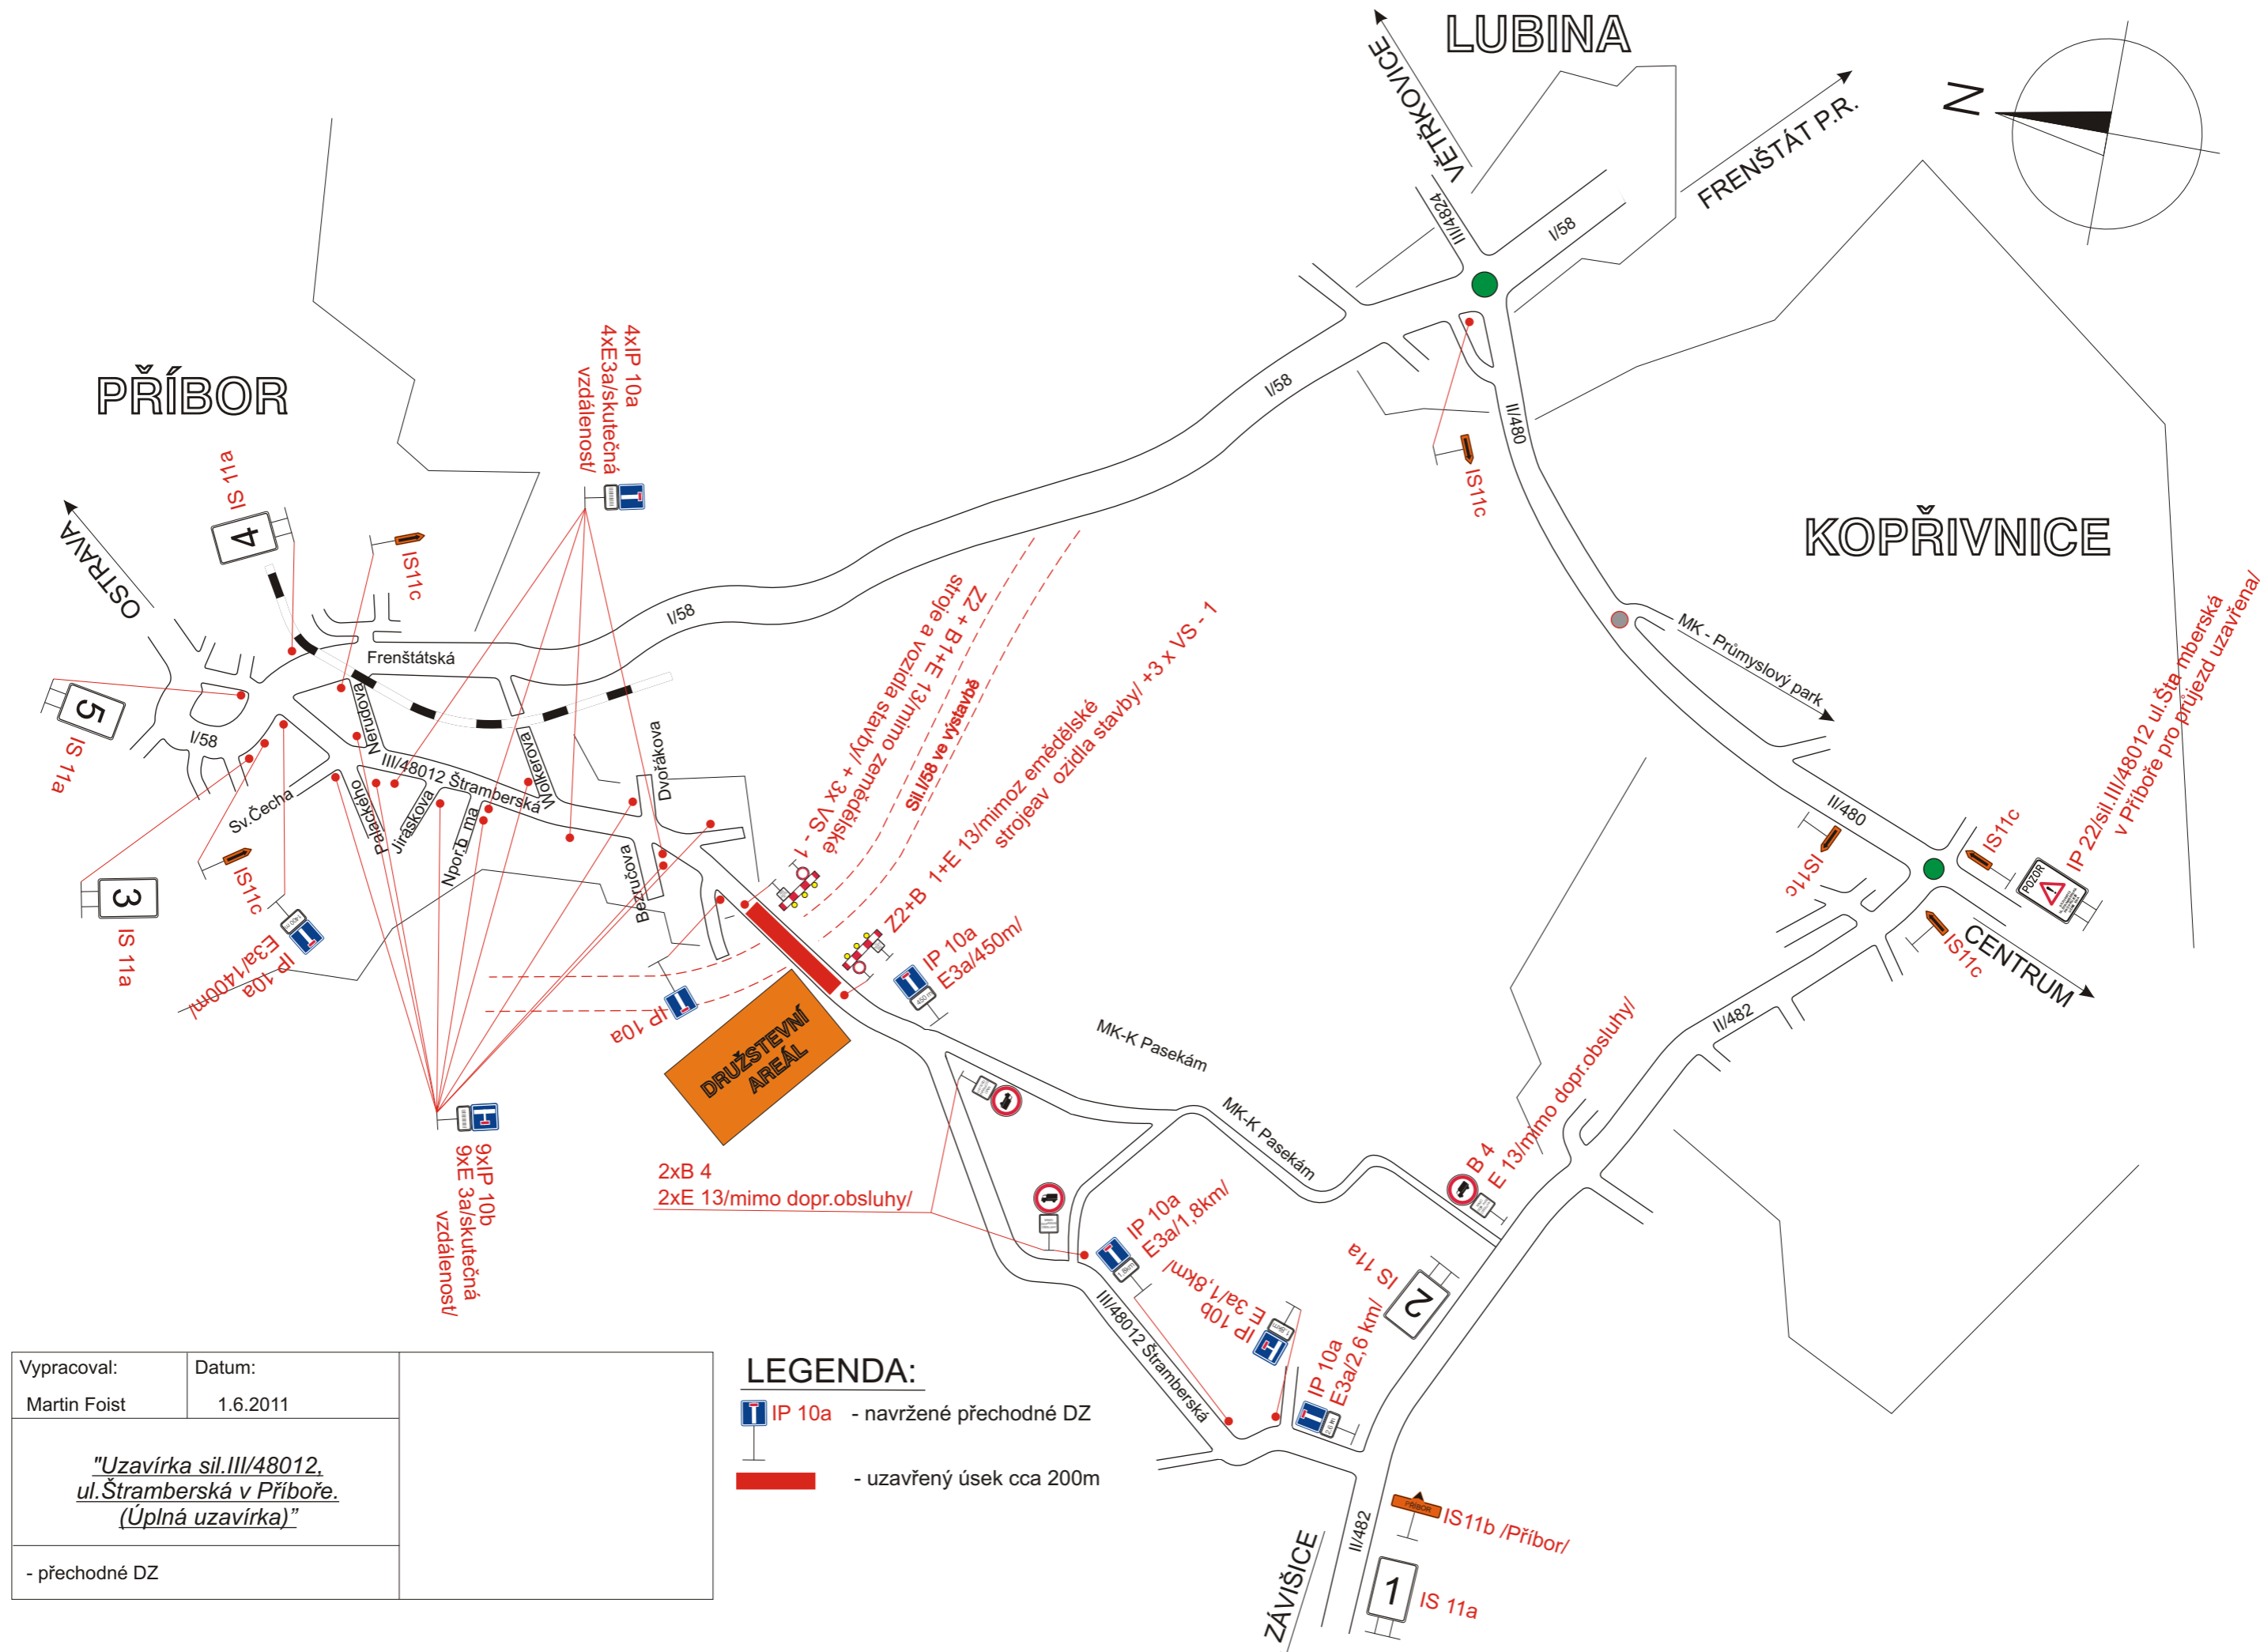 LUBINA
VĚTŘKOVICE
FRENŠTÁT P.R.
N
III/4824
I/58
I/58
II/480
IS11c
PŘÍBOR
4xIP 10a
4xE3a/skutečná
vzdálenost/
IS 11a
4
IS11c
OSTRAVA
KOPŘIVNICE
I/58
Frenštátská
5
IS 11a
I/58
Nerudova
III/48012 Štramberská
Wolkerova
Dvořákova
Sv.Čecha
Palackého
Jiráskova
Npor.b ma
Bezručova
Z2 + B1+E 13/mimo zemědělské
stroje a vozidla stavby/ + 3x VS - 1
Sil.I/58 ve výstavbě
Z2+B 1+E 13/mimoz emědělské
strojeav ozidla stavby/ +3 x VS - 1
MK - Průmyslový park
IP 22/sil.III/48012 ul.Šta mberská
v Příboře pro průjezd uzavřena/
II/480
IS11c
IS11c
POZOR
IS11c
CENTRUM
3
IS 11a
IS11c
IP 10a
E3a/1400m/
IP 10a
IP 10a
E3a/450m/
450 m
DRUŽSTEVNÍ
AREÁL
MK-K Pasekám
MK-K Pasekám
II/482
B 4
E 13/mimo dopr.obsluhy/
9xIP 10b
9xE 3a/skutečná
vzdálenost/
2xB 4
2xE 13/mimo dopr.obsluhy/
IP 10a
E3a/1,8km/
1,8km
IP 10b
E 3a/1,8km/
IS 11a
2
III/48012 Štramberská
IP 10a
E3a/2,6 km/
PŘÍBOR
IS11b /Příbor/
II/482
ZÁVIŠICE
1
IS 11a
LEGENDA:
IP 10a - navržené přechodné DZ
- uzavřený úsek cca 200m
Vypracoval:
Martin Foist
Datum:
1.6.2011
"Uzavírka sil.III/48012,
ul.Štramberská v Příboře.
(Úplná uzavírka)”
- přechodné DZ